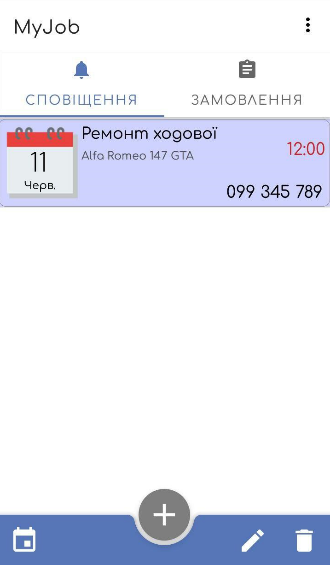 MyJob
СПОВІЩЕННЯ
ЗАМОВЛЕННЯ
11
Черв.
Ремонт ходової
Alfa Romeo 147 GTA
12:00
099 345 789